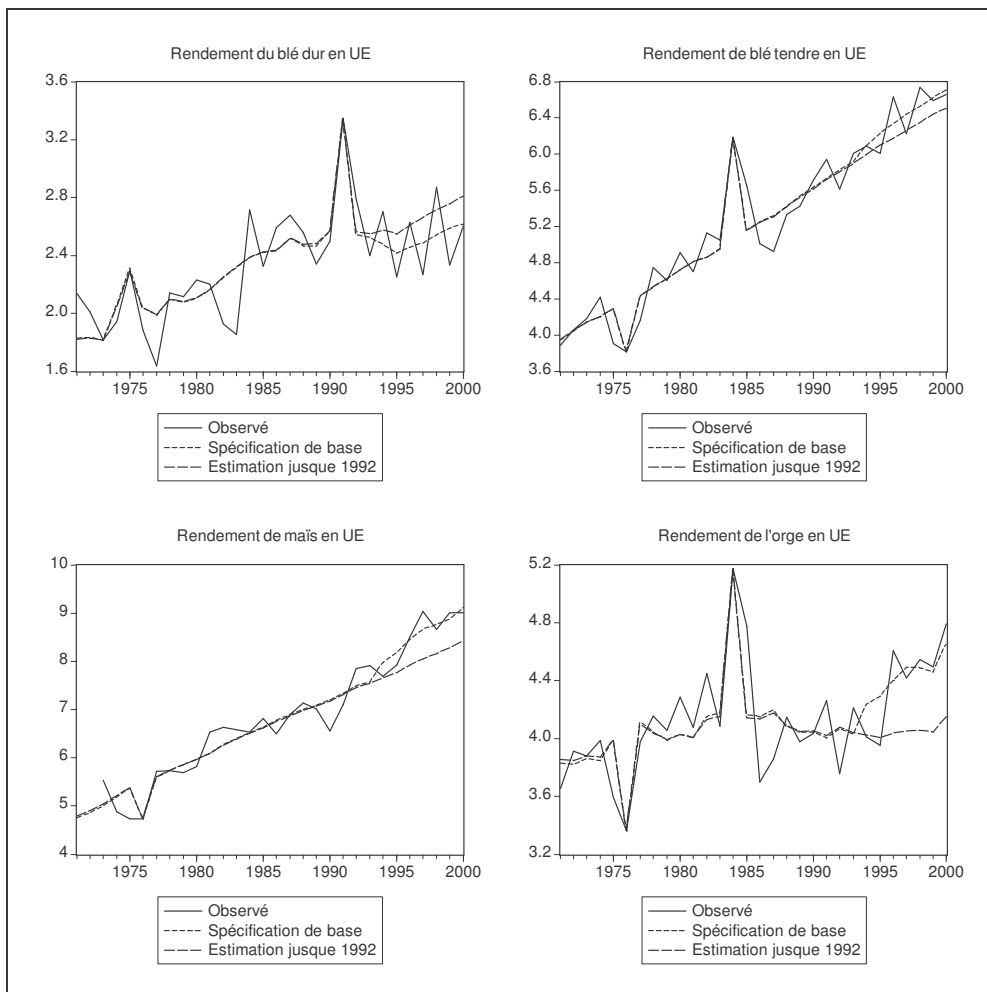 Rendement du blé dur en UE
3.6
3.2
2.8
2.4
2.0
1.6
1975 1980 1985 1990 1995 2000
Observé
Spécification de base
Estimation jusque 1992
Rendement de blé tendre en UE
6.8
6.4
6.0
5.6
5.2
4.8
4.4
4.0
3.6
1975 1980 1985 1990 1995 2000
Observé
Spécification de base
Estimation jusque 1992
Rendement de maïs en UE
10
9
8
7
6
5
4
1975 1980 1985 1990 1995 2000
Observé
Spécification de base
Estimation jusque 1992
Rendement de l'orge en UE
5.2
4.8
4.4
4.0
3.6
3.2
1975 1980 1985 1990 1995 2000
Observé
Spécification de base
Estimation jusque 1992